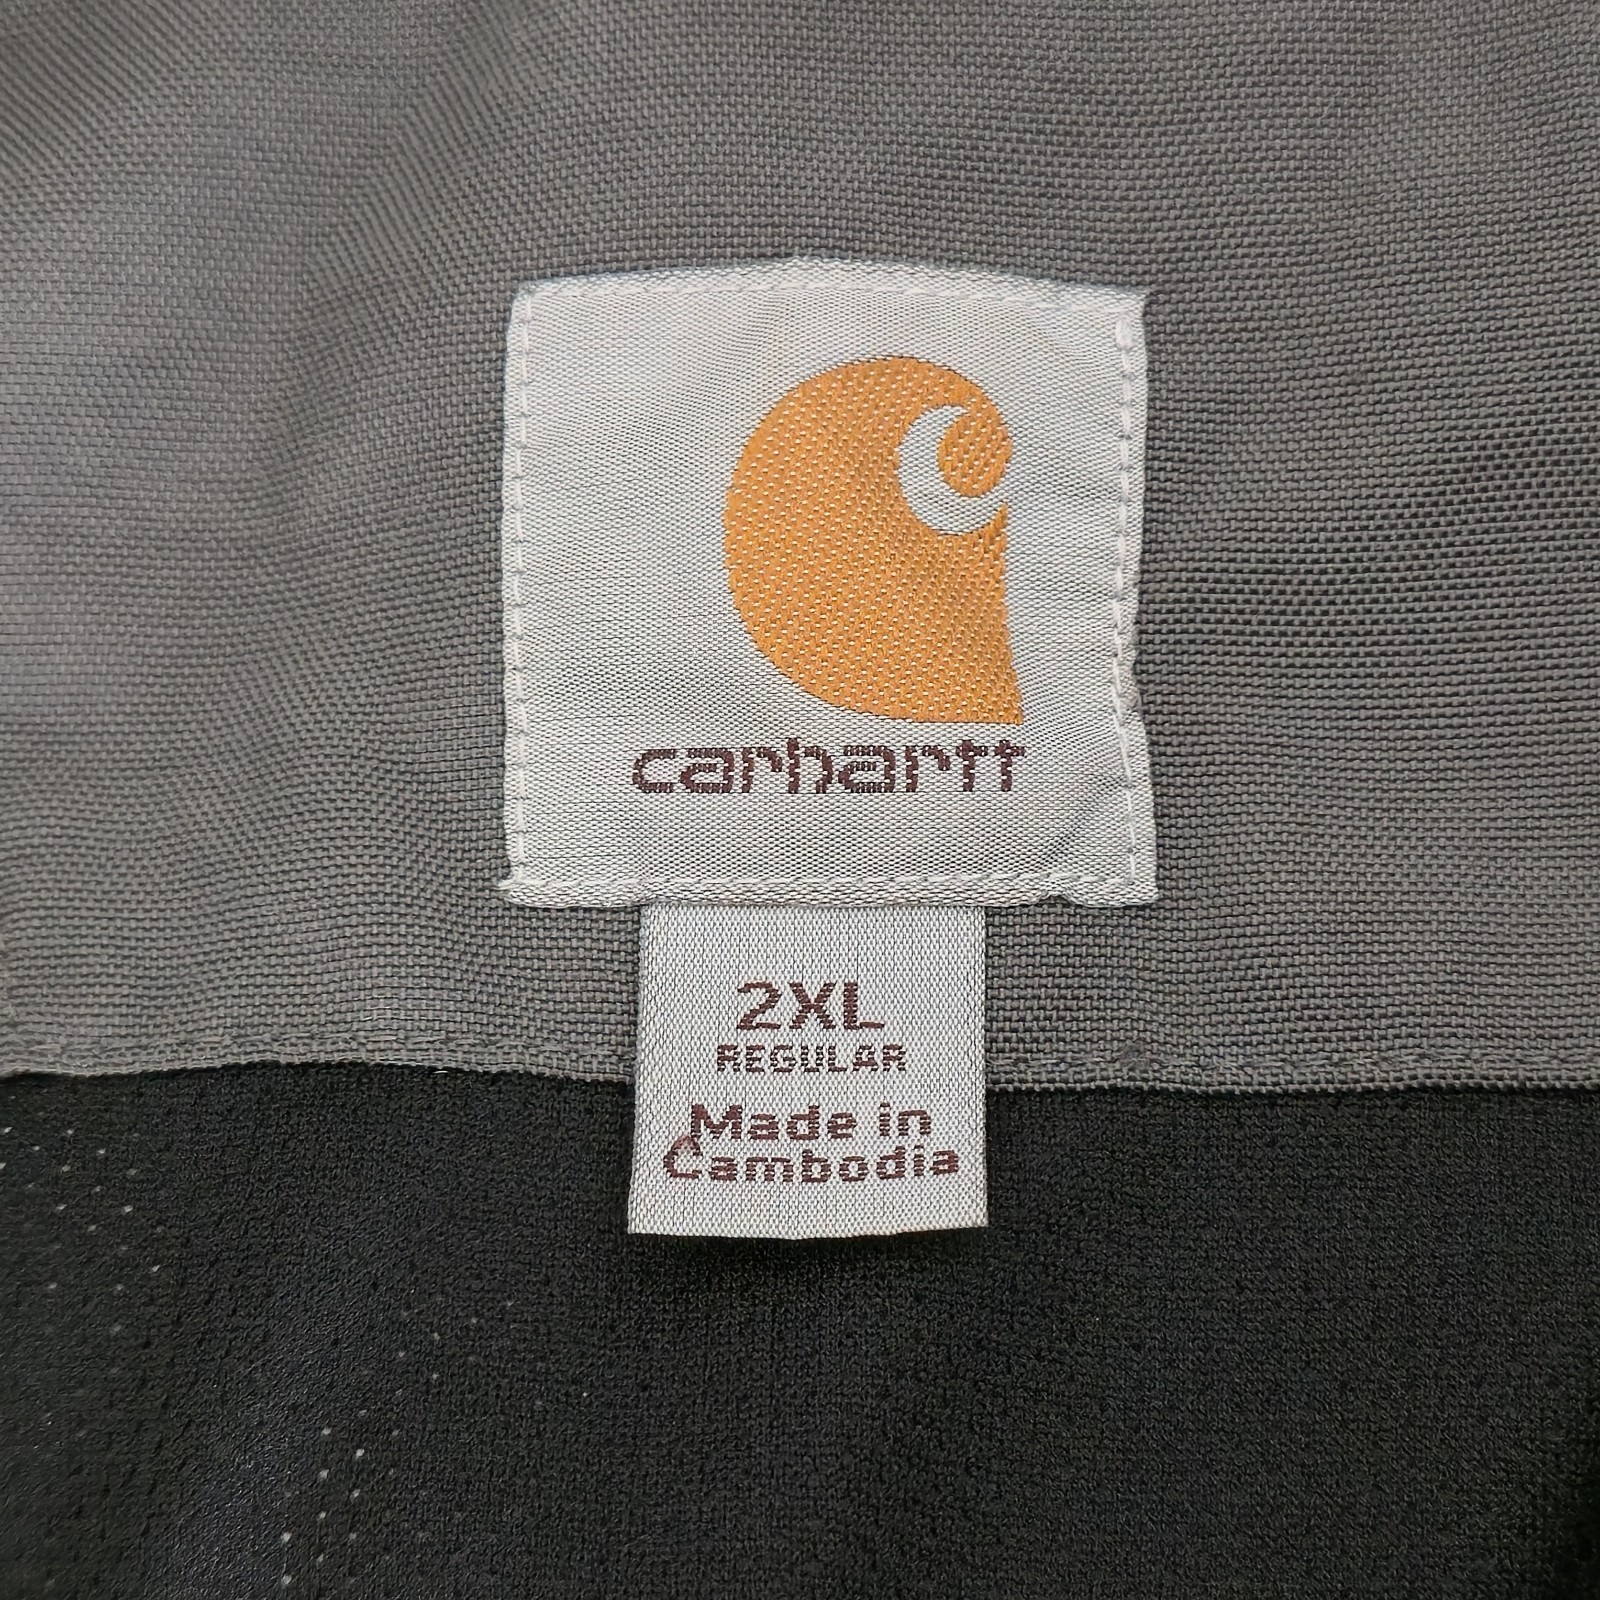 carhartt
2XL
REGULAR
Made in
Cambodia